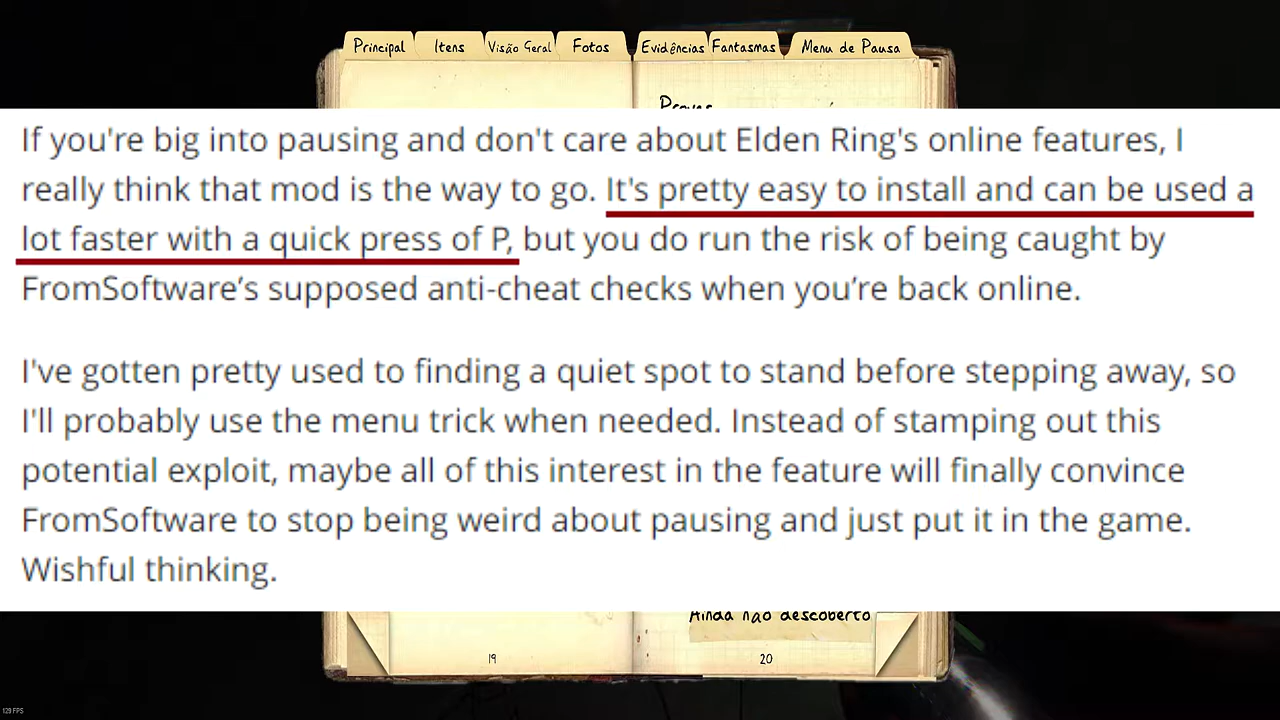 Principal Itens Visão Geral Fotos Evidências Fantasmas Menu de Pausa
Provas
If you're big into pausing and don't care about Elden Ring's online features, I
really think that mod is the way to go. It's pretty easy to install and can be used a
lot faster with a quick press of P, but you do run the risk of being caught by
FromSoftware’s supposed anti-cheat checks when you’re back online.
I've gotten pretty used to finding a quiet spot to stand before stepping away, so
I'll probably use the menu trick when needed. Instead of stamping out this
potential exploit, maybe all of this interest in the feature will finally convince
FromSoftware to stop being weird about pausing and just put it in the game.
Wishful thinking.
Ainda não descoberto
19 20
129 FPS